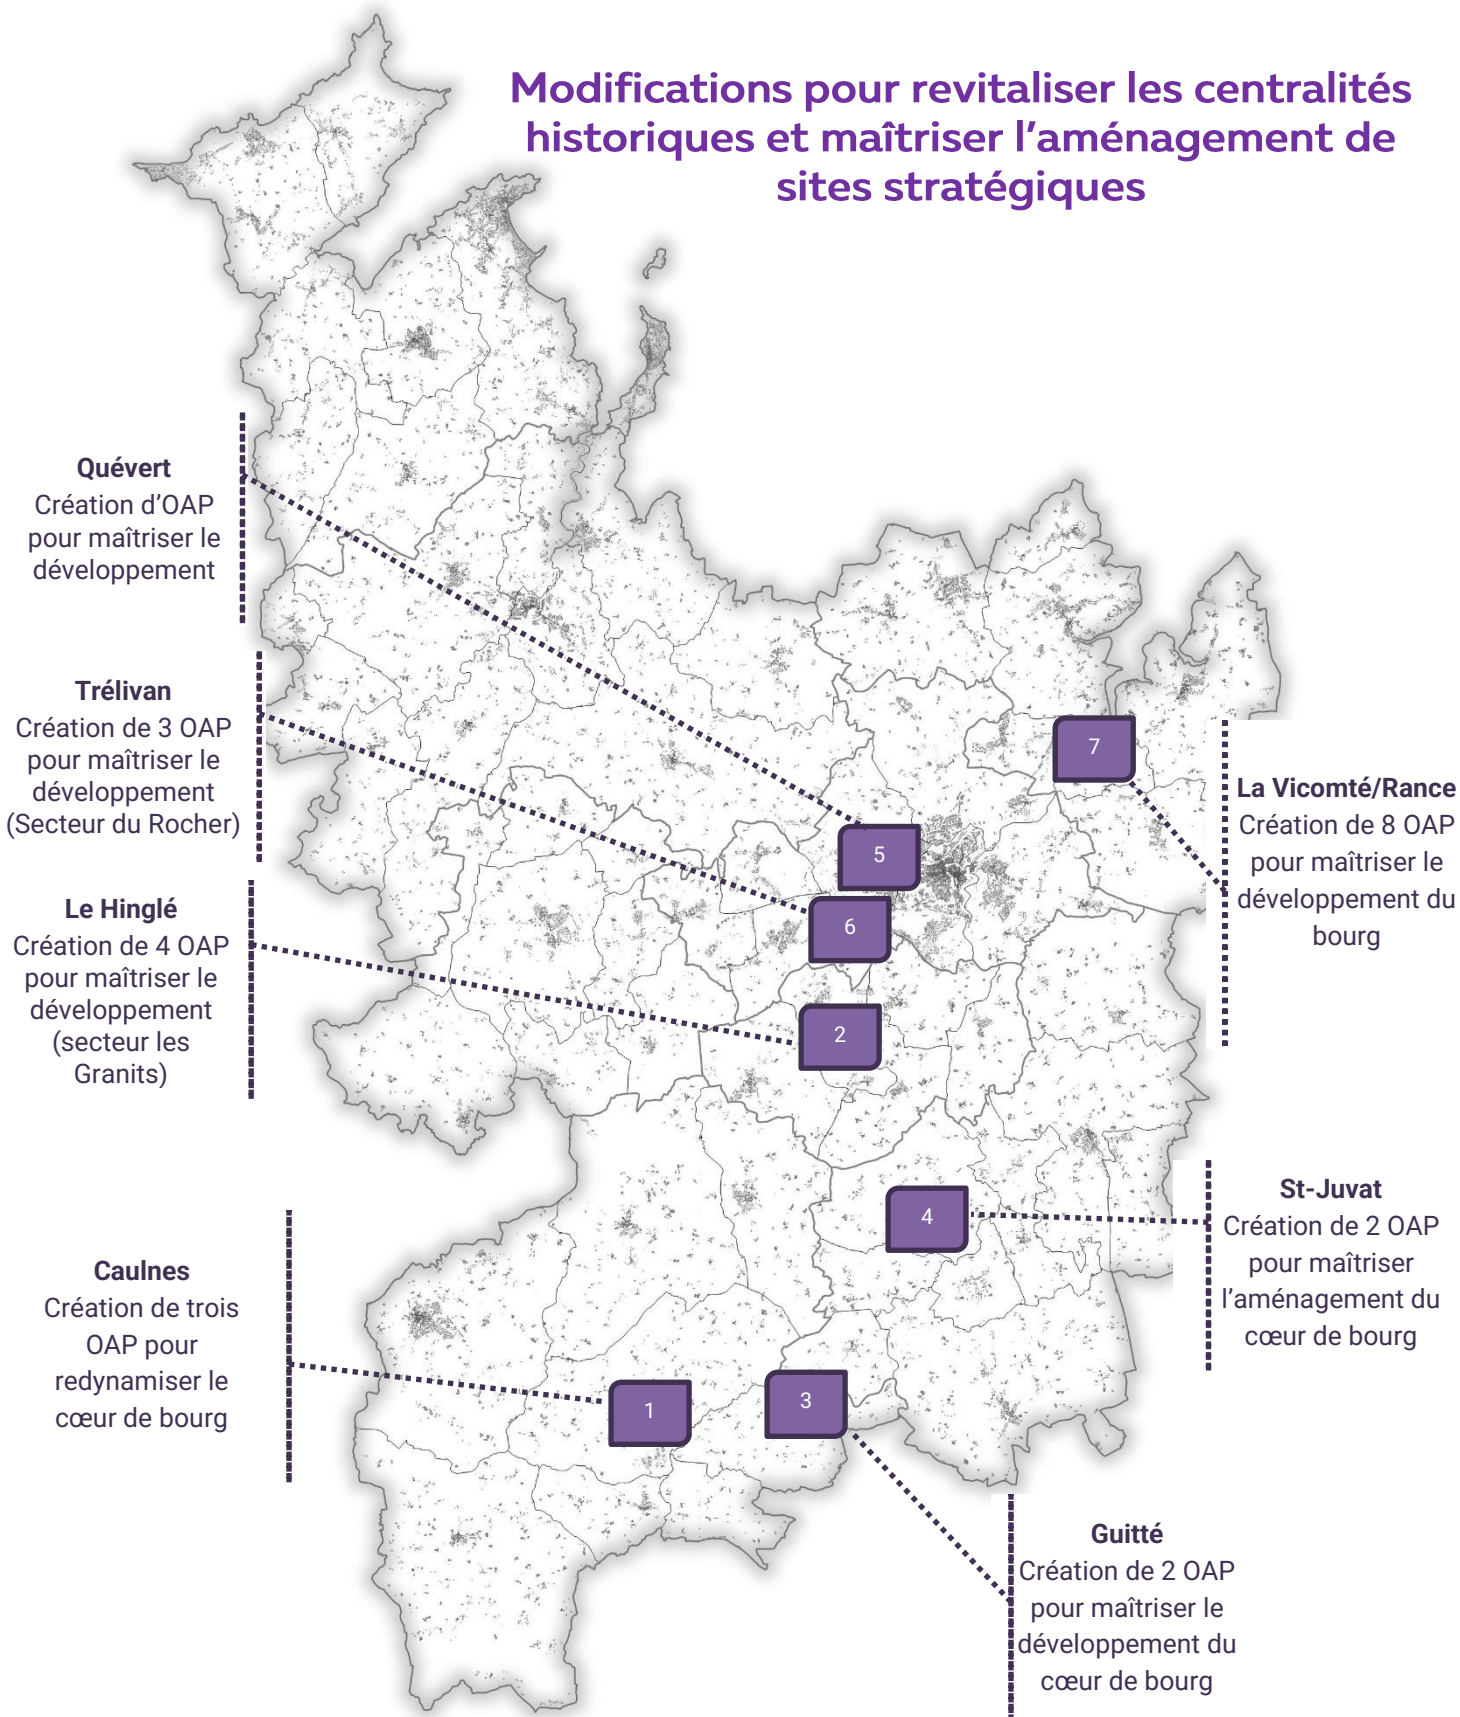 Modifications pour revitaliser les centralités
historiques et maîtriser l'aménagement de
sites stratégiques
Quévert
Création d'OAP
pour maîtriser le
développement
Trélivan
Création de 3 OAP
pour maîtriser le
développement
(Secteur du Rocher)
Le Hinglé
Création de 4 OAP
pour maîtriser le
développement
(secteur les
Granits)
Caulnes
Création de trois
OAP pour
redynamiser le
cœur de bourg
7
5
6
2
4
1
3
La Vicomté/Rance
Création de 8 OAP
pour maîtriser le
développement du
bourg
St-Juvat
Création de 2 OAP
pour maîtriser
l'aménagement du
cœur de bourg
Guitté
Création de 2 OAP
pour maîtriser le
développement du
cœur de bourg